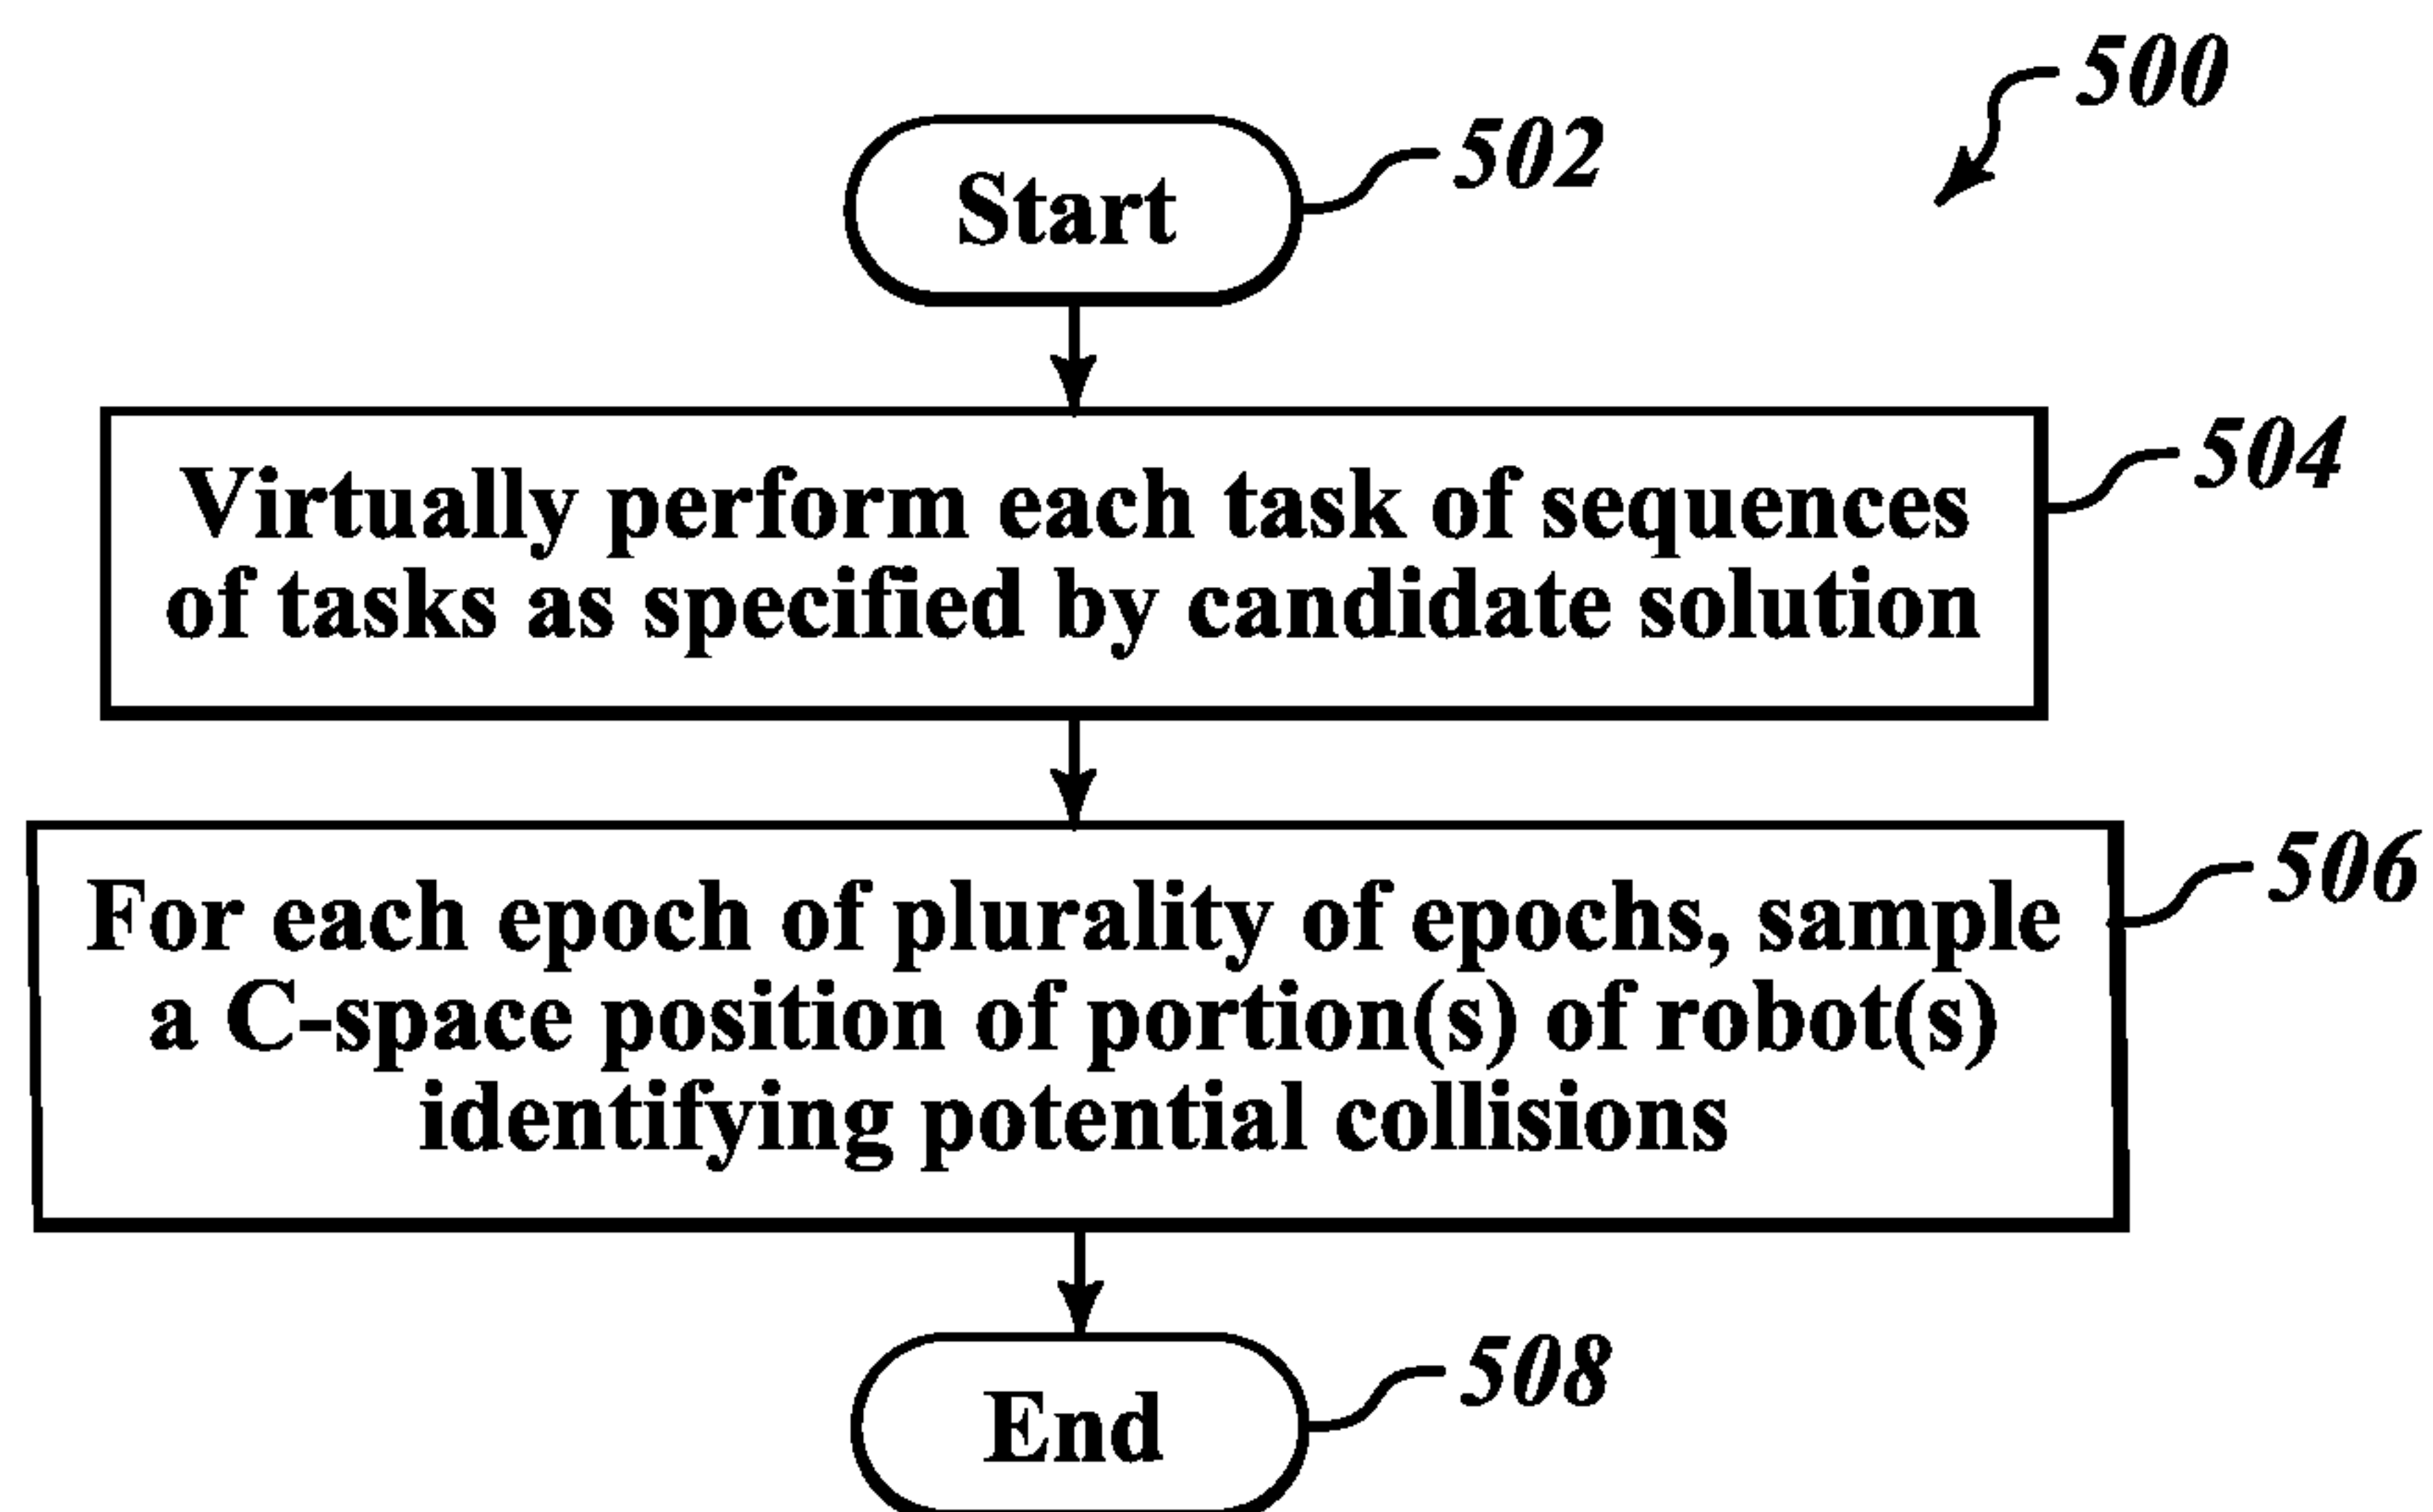 500
Start
502
Virtually perform each task of sequences
of tasks as specified by candidate solution
504
For each epoch of plurality of epochs, sample
a C-space position of portion(s) of robot(s)
identifying potential collisions
506
End
508